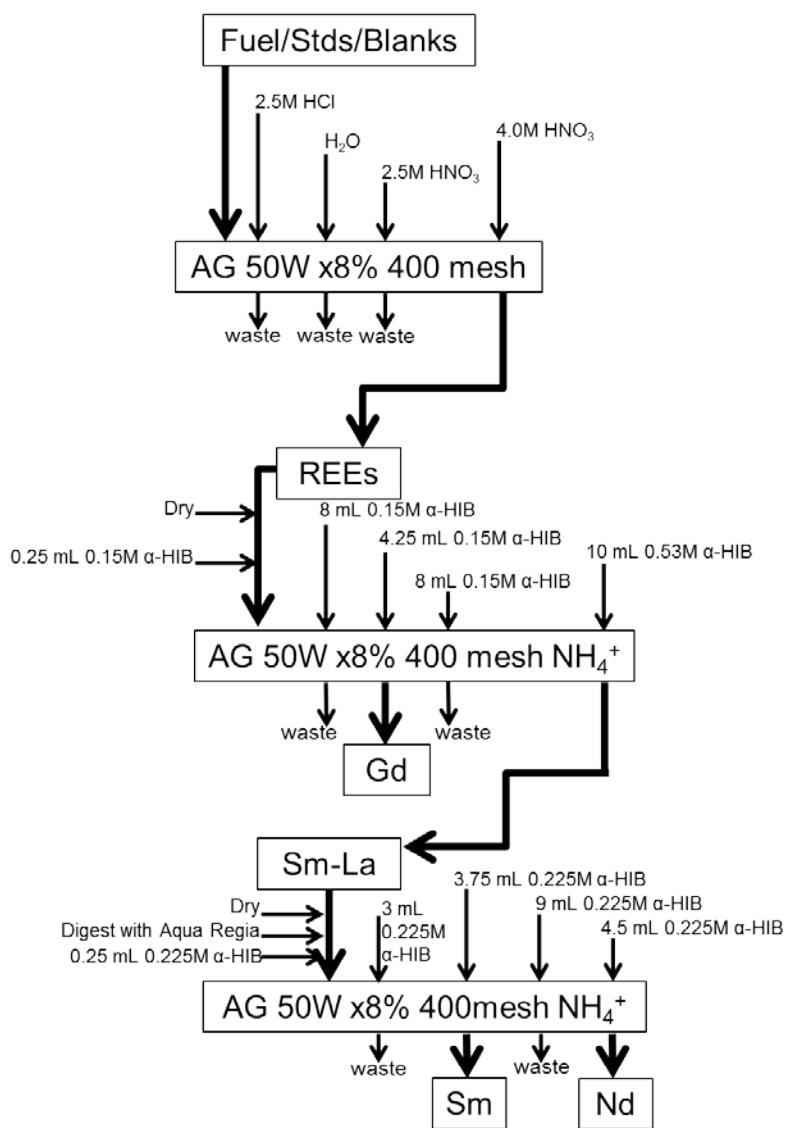 Fuel/Stds/Blanks
2.5M HCl
H₂O
2.5M HNO₃
4.0M HNO₃
AG 50W x8% 400 mesh
waste
waste
waste
REEs
Dry
0.25 mL 0.15M α-HIB
8 mL 0.15M α-HIB
4.25 mL 0.15M α-HIB
8 mL 0.15M α-HIB
10 mL 0.53M α-HIB
AG 50W x8% 400 mesh NH₄⁺
waste
waste
Gd
Sm-La
Dry
Digest with Aqua Regia
0.25 mL 0.225M α-HIB
3 mL
0.225M
α-HIB
3.75 mL 0.225M α-HIB
9 mL 0.225M α-HIB
4.5 mL 0.225M α-HIB
AG 50W x8% 400mesh NH₄⁺
waste
waste
Sm
Nd